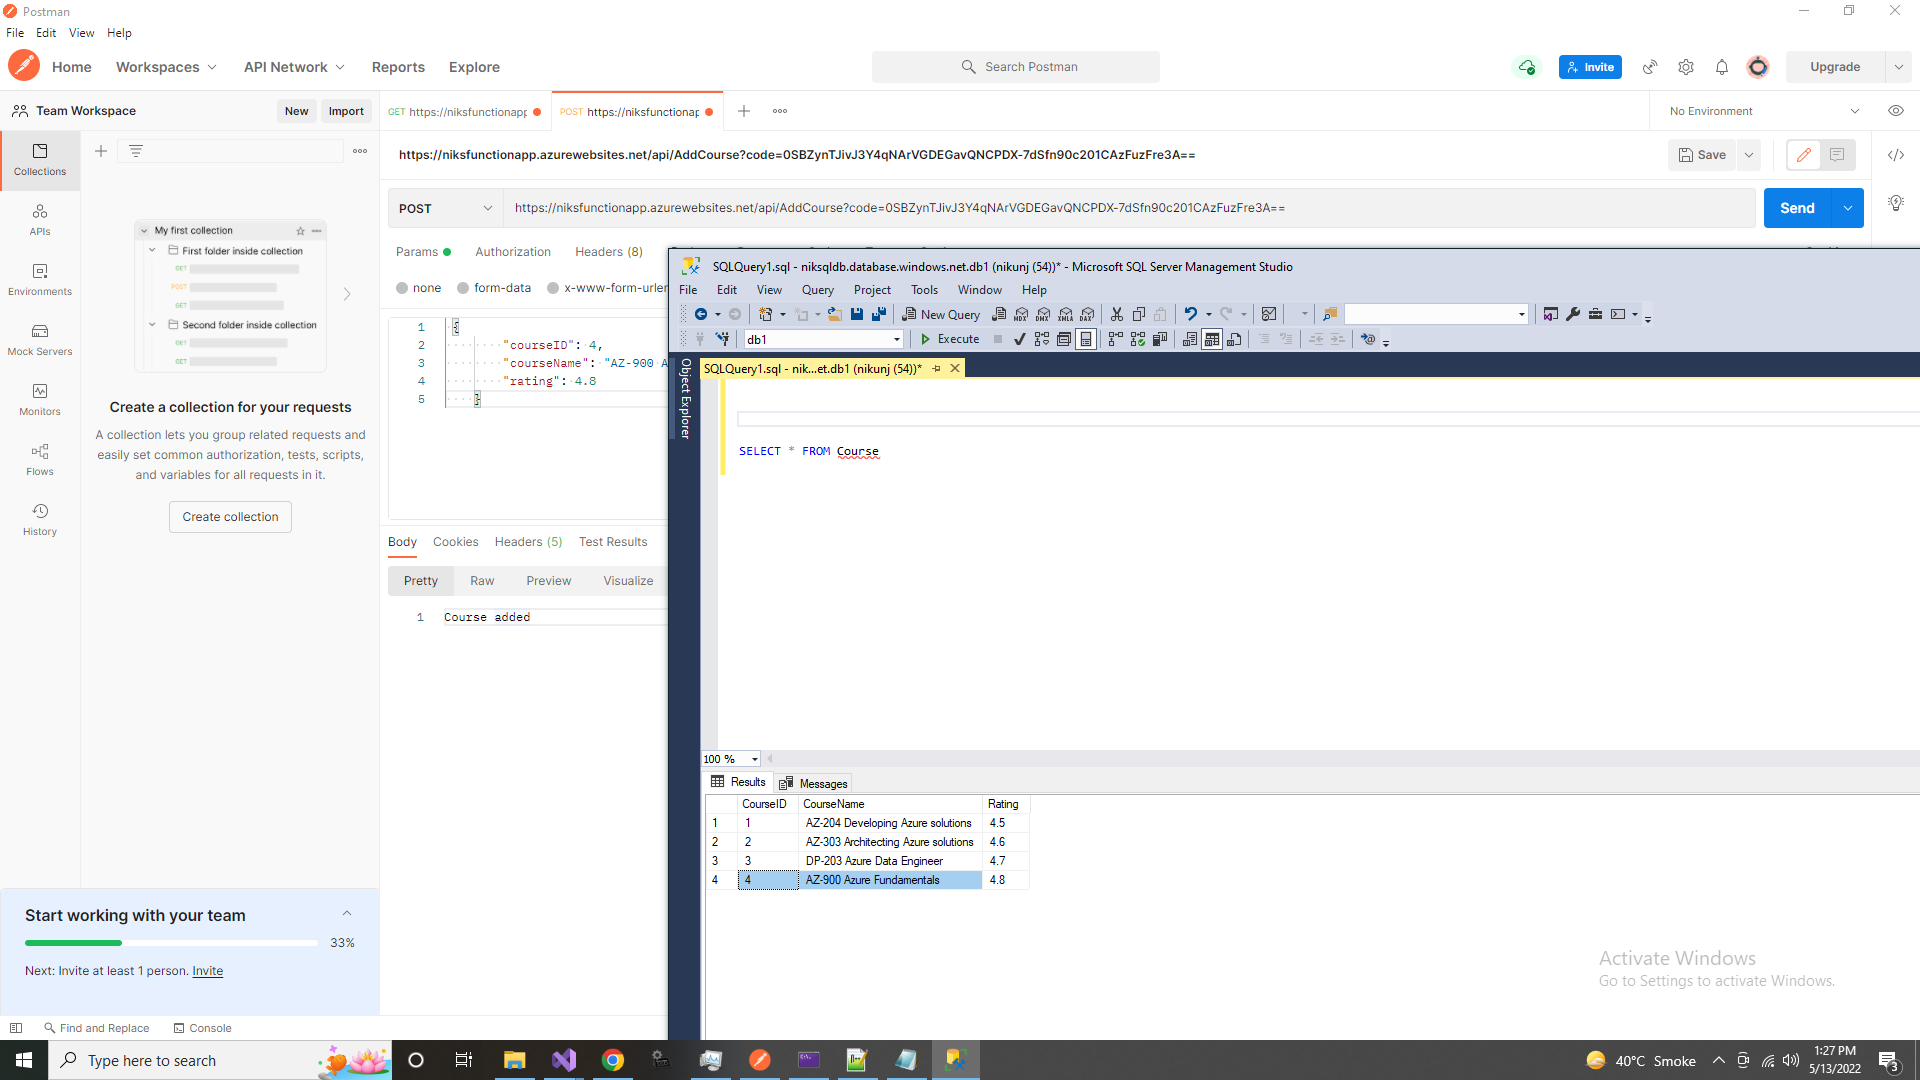 Postman
File Edit View Help
Home Workspaces API Network Reports Explore
Search Postman
Invite
Upgrade
Team Workspace
New Import
GET https://niksfunctionapp
POST https://niksfunctionap
No Environment
https://niksfunctionapp.azurewebsites.net/api/AddCourse?code=0SBZynTJivJ3Y4qNArVGDEGavQNCPDX-7dSfn90c201CAzFuzFre3A==
Save
POST
https://niksfunctionapp.azurewebsites.net/api/AddCourse?code=0SBZynTJivJ3Y4qNArVGDEGavQNCPDX-7dSfn90c201CAzFuzFre3A==
Send
Collections
APIs
Environments
Mock Servers
Monitors
Flows
History
My first collection
First folder inside collection
GET
POST
GET
Second folder inside collection
GET
GET
Create a collection for your requests
A collection lets you group related requests and
easily set common authorization, tests, scripts,
and variables for all requests in it.
Create collection
Start working with your team
33%
Next: Invite at least 1 person. Invite
Params Authorization Headers (8)
none form-data x-www-form-urler
1 {
2 "courseID": 4,
3 "courseName": "AZ-900 A
4 "rating": 4.8
5 }
Body Cookies Headers (5) Test Results
Pretty Raw Preview Visualize
1 Course added
SQLQuery1.sql - niksqldb.database.windows.net.db1 (nikunj (54))* - Microsoft SQL Server Management Studio
File Edit View Query Project Tools Window Help
New Query
MDX DMX XMLA DAX
db1
Execute
Object Explorer
SQLQuery1.sql - nik...et.db1 (nikunj (54))*
SELECT * FROM Course
100 %
Results Messages
CourseID CourseName Rating
1 1 AZ-204 Developing Azure solutions 4.5
2 2 AZ-303 Architecting Azure solutions 4.6
3 3 DP-203 Azure Data Engineer 4.7
4 4 AZ-900 Azure Fundamentals 4.8
Activate Windows
Go to Settings to activate Windows.
Find and Replace Console
Type here to search
40°C Smoke
1:27 PM
5/13/2022
3